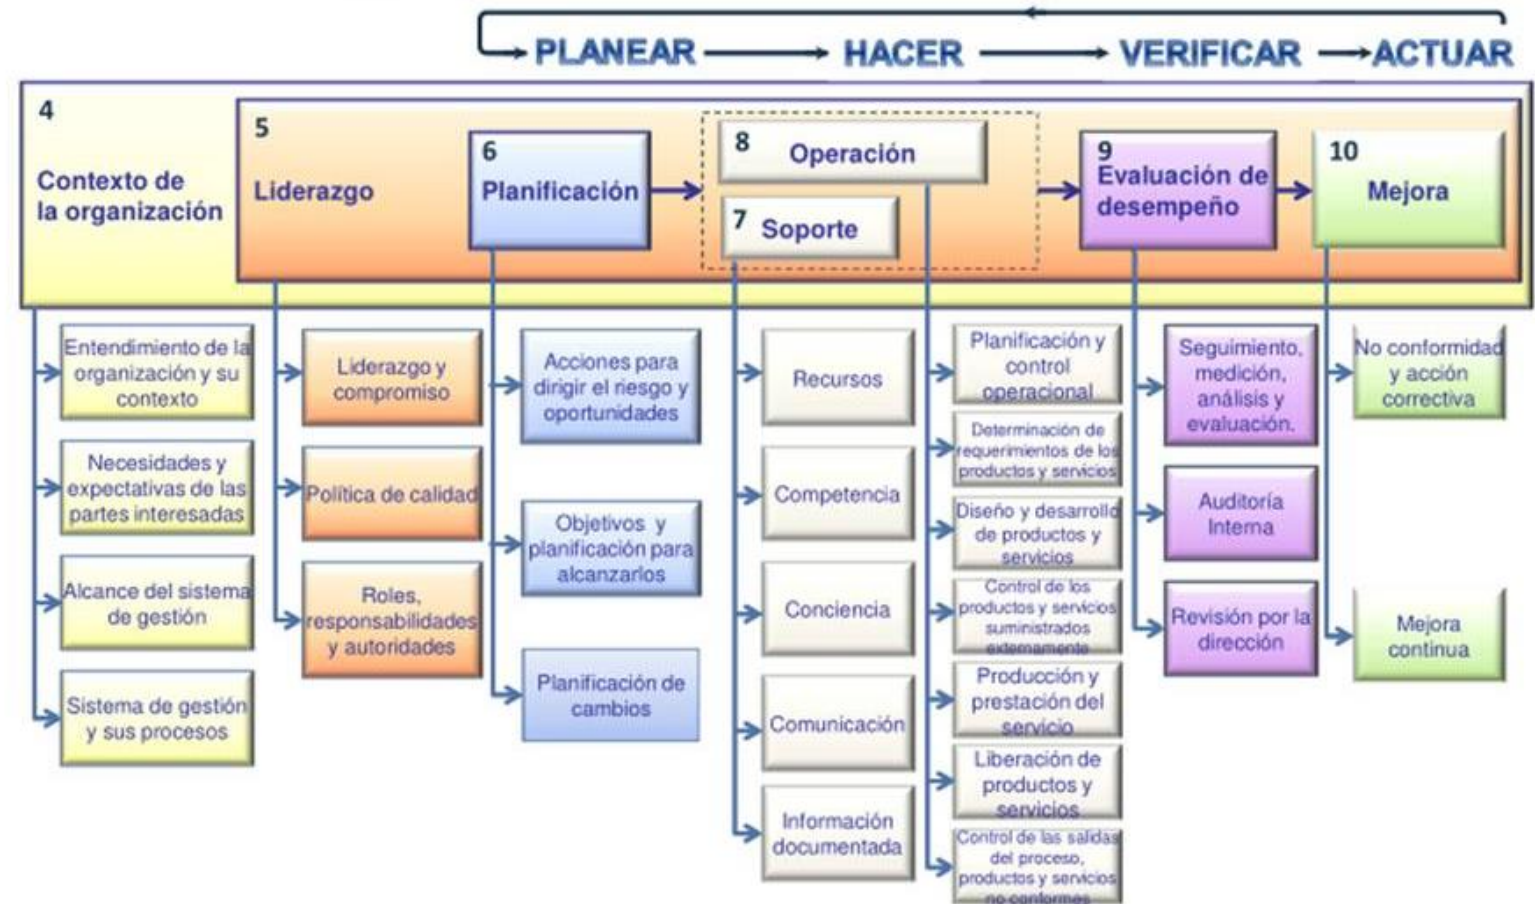 PLANEAR HACER VERIFICAR ACTUAR
4
Contexto de
la organización
5
Liderazgo
6
Planificación
8
Operación
7
Soporte
9
Evaluación de
desempeño
10
Mejora
Entendimiento de la
organización y su
contexto
Necesidades y
expectativas de las
partes interesadas
Alcance del sistema
de gestión
Sistema de gestión
y sus procesos
Liderazgo y
compromiso
Política de calidad
Roles,
responsabilidades
y autoridades
Acciones para
dirigir el riesgo y
oportunidades
Objetivos y
planificación para
alcanzarlos
Planificación de
cambios
Recursos
Competencia
Conciencia
Comunicación
Información
documentada
Planificación y
control
operacional
Determinación de
requerimientos de los
productos y servicios
Diseño y desarrollo
de productos y
servicios
Control de los
productos y servicios
suministrados
externamente
Producción y
prestación del
servicio
Liberación de
productos y
servicios
Control de las salidas
del proceso,
productos y servicios
no conformes
Seguimiento,
medición,
análisis y
evaluación.
Auditoría
Interna
Revisión por la
dirección
No conformidad
y acción
correctiva
Mejora
continua